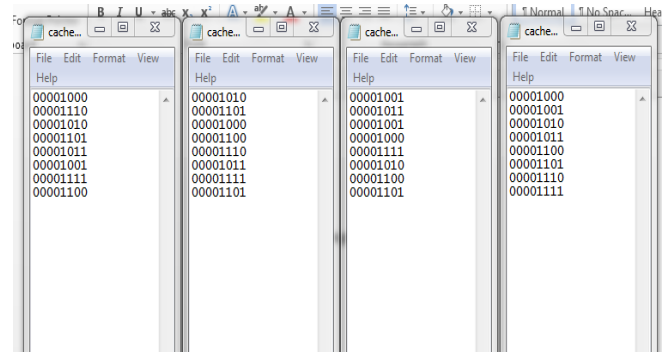 B I U abc X, X² A aby A
¶ Normal ¶ No Spac... Hea
cache...
File Edit Format View
Help
00001000
00001110
00001010
00001101
00001011
00001001
00001111
00001100
cache...
File Edit Format View
Help
00001010
00001101
00001000
00001100
00001110
00001011
00001111
00001101
cache...
File Edit Format View
Help
00001001
00001011
00001001
00001000
00001111
00001010
00001100
00001101
cache...
File Edit Format View
Help
00001000
00001001
00001010
00001011
00001100
00001101
00001110
00001111